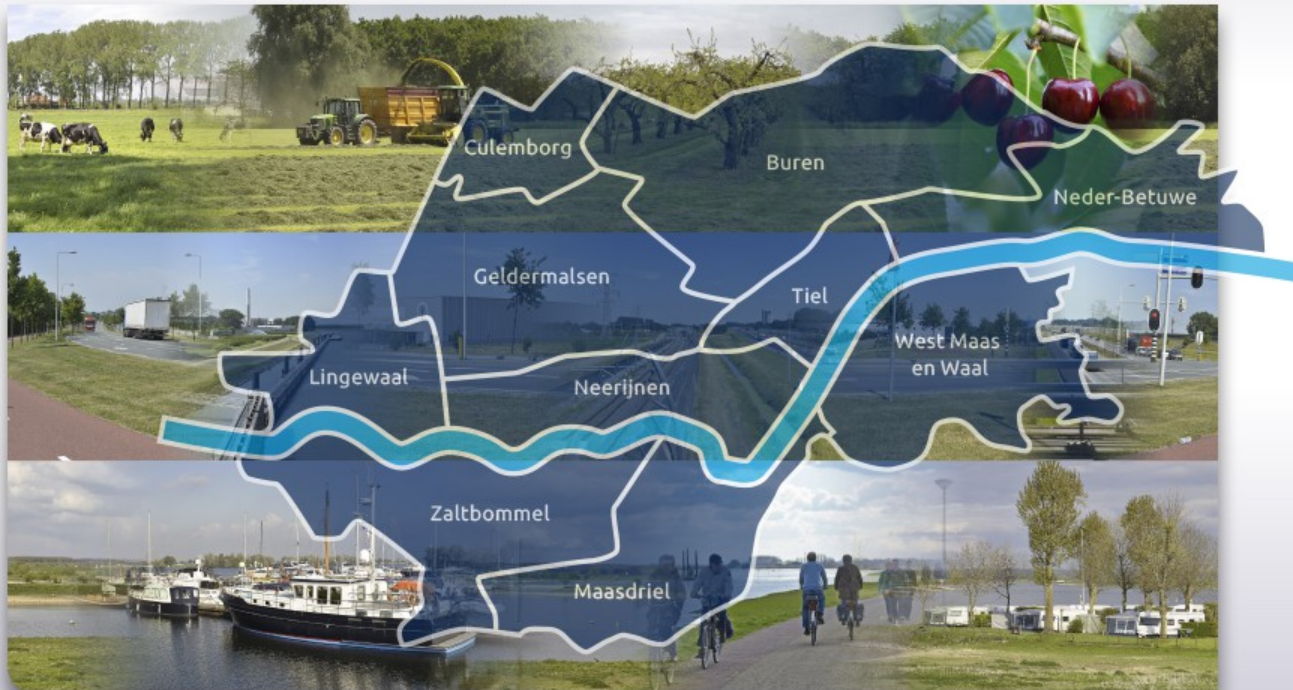 Culemborg
Buren
Neder-Betuwe
Geldermalsen
Tiel
West Maas
en Waal
Lingewaal
Neerijnen
Zaltbommel
Maasdriel